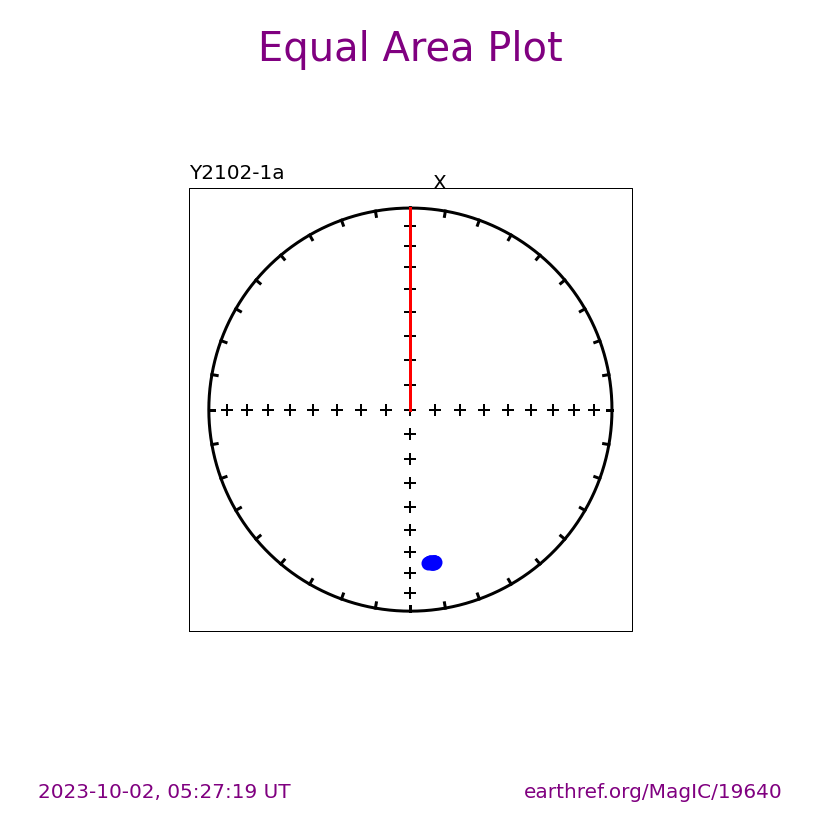 Equal Area Plot
Y2102-1a
X
2023-10-02, 05:27:19 UT
earthref.org/MagIC/19640